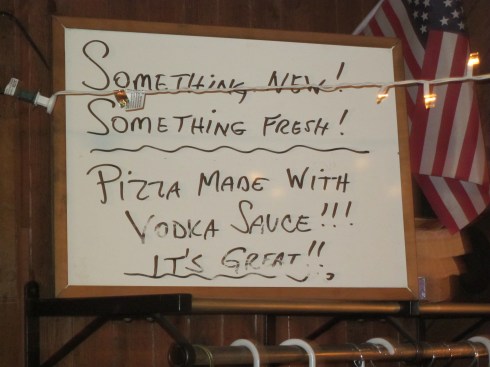 SOMETHING NEW!
SOMETHING FRESH!
PIZZA MADE WITH
VODKA SAUCE!!!
IT'S GREAT!!